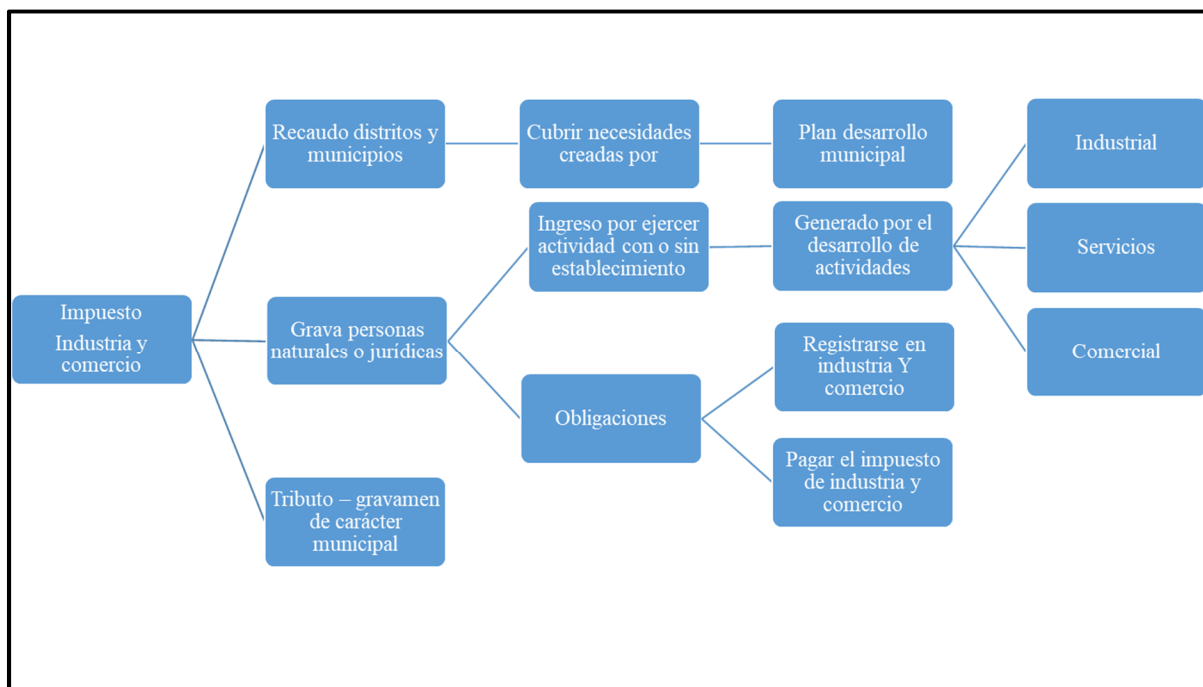 Impuesto
Industria y
comercio
Recaudo distritos y
municipios
Cubrir necesidades
creadas por
Plan desarrollo
municipal
Grava personas
naturales o jurídicas
Ingreso por ejercer
actividad con o sin
establecimiento
Generado por el
desarrollo de
actividades
Industrial
Servicios
Comercial
Obligaciones
Registrarse en
industria Y
comercio
Pagar el impuesto
de industria y
comercio
Tributo – gravamen
de carácter
municipal